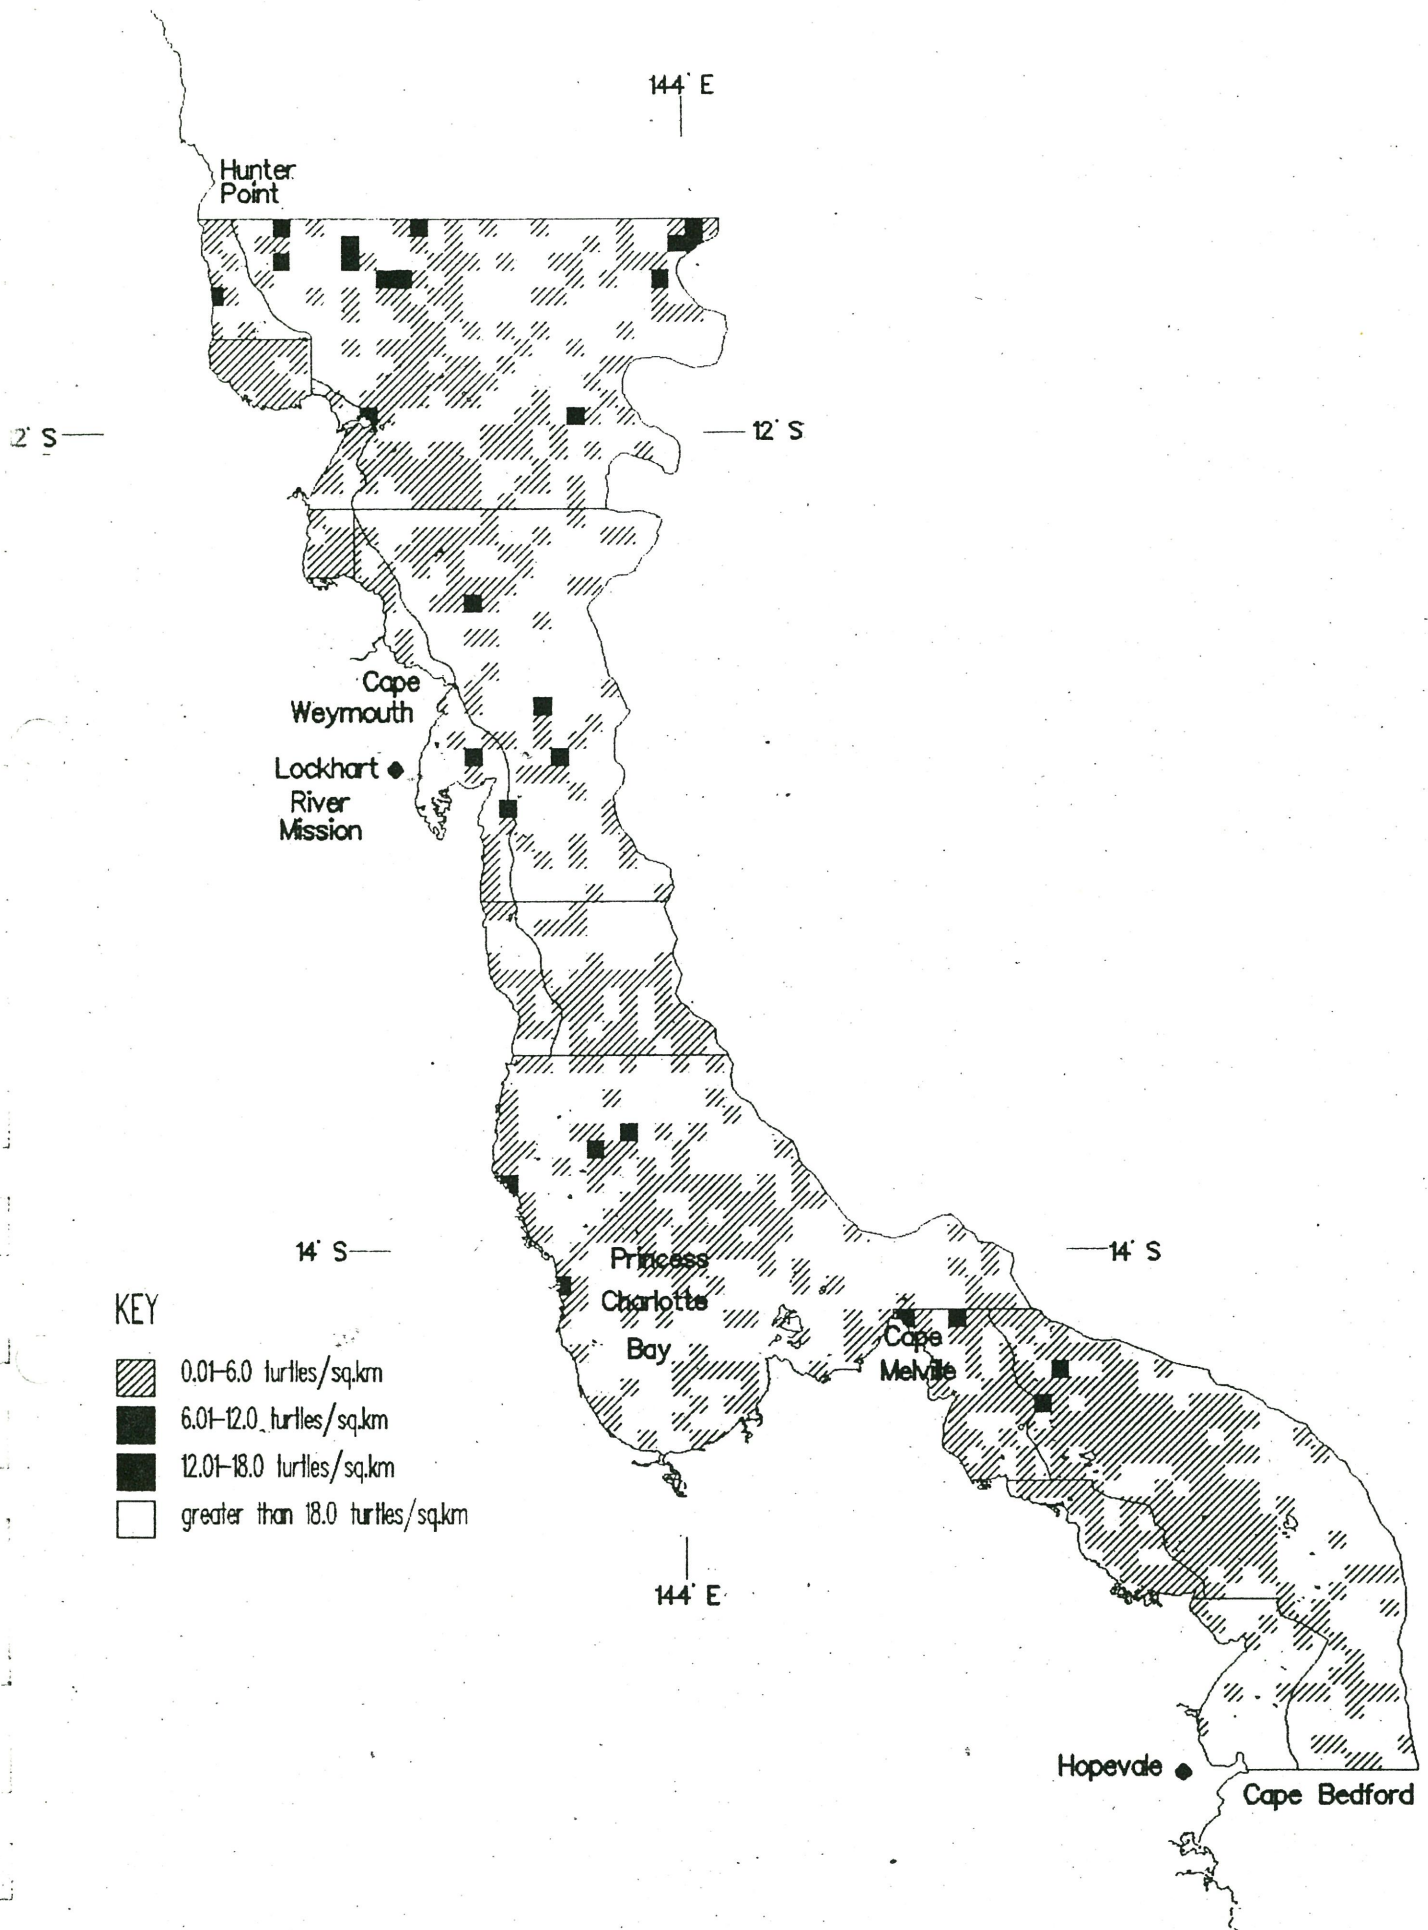 144° E
Hunter
Point
2° S
12° S
Cape
Weymouth
Lockhart
River
Mission
14° S
14° S
Princess
Charlotte
Bay
Cape
Melville
KEY
0.01-6.0 turtles/sq.km
6.01-12.0 turtles/sq.km
12.01-18.0 turtles/sq.km
greater than 18.0 turtles/sq.km
144° E
Hopevale
Cape Bedford